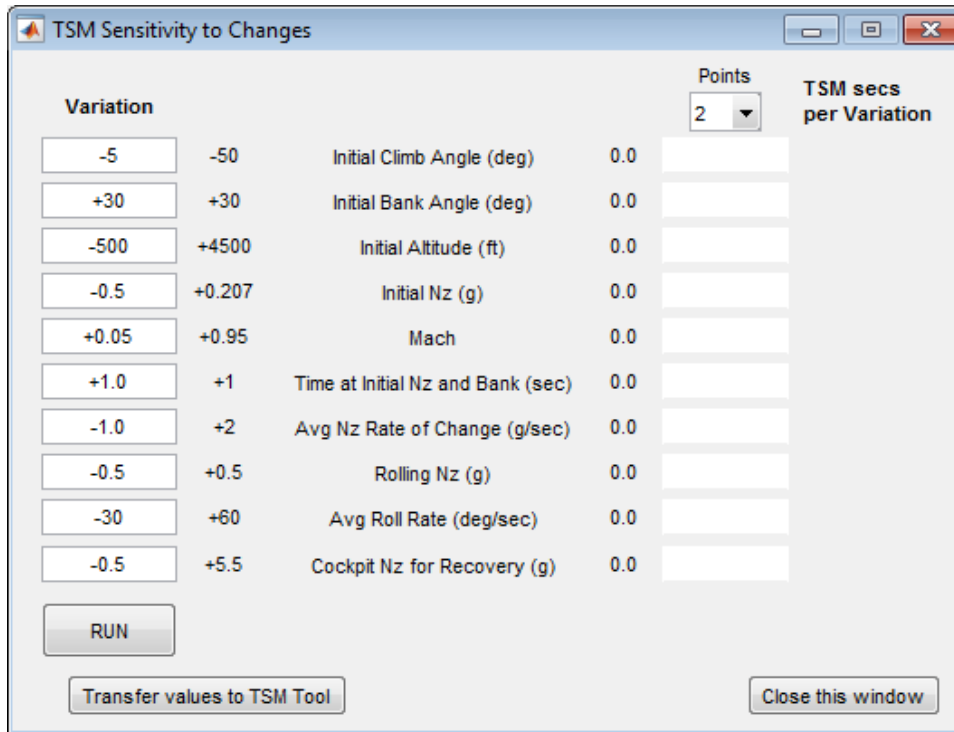 TSM Sensitivity to Changes
Points
TSM secs
per Variation
Variation
2
-5 -50 Initial Climb Angle (deg) 0.0
+30 +30 Initial Bank Angle (deg) 0.0
-500 +4500 Initial Altitude (ft) 0.0
-0.5 +0.207 Initial Nz (g) 0.0
+0.05 +0.95 Mach 0.0
+1.0 +1 Time at Initial Nz and Bank (sec) 0.0
-1.0 +2 Avg Nz Rate of Change (g/sec) 0.0
-0.5 +0.5 Rolling Nz (g) 0.0
-30 +60 Avg Roll Rate (deg/sec) 0.0
-0.5 +5.5 Cockpit Nz for Recovery (g) 0.0
RUN
Transfer values to TSM Tool Close this window